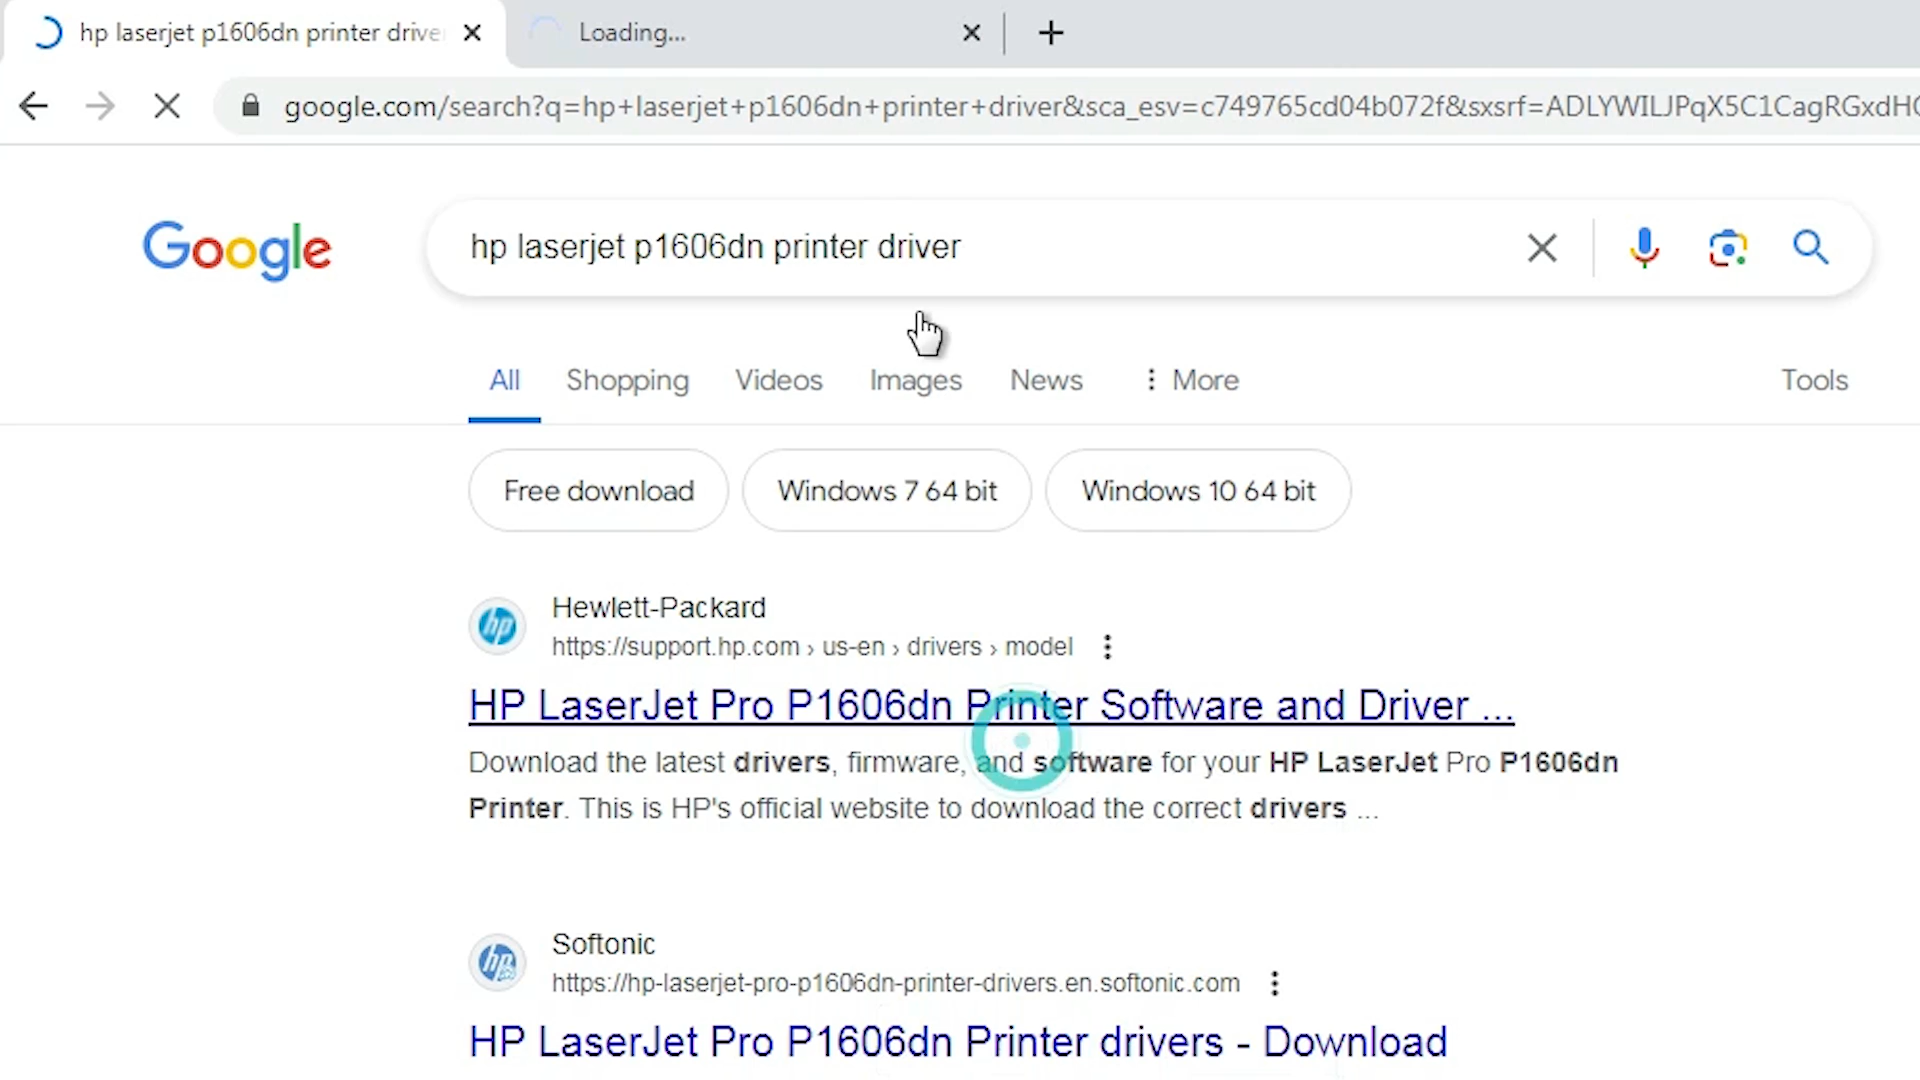 hp laserjet p1606dn printer drive
Loading...
google.com/search?q=hp+laserjet+p1606dn+printer+driver&sca_esv=c749765cd04b072f&sxsrf=ADLYWILJPqX5C1CagRGxdH
Google
hp laserjet p1606dn printer driver
All Shopping Videos Images News More Tools
Free download Windows 7 64 bit Windows 10 64 bit
hp Hewlett-Packard
https://support.hp.com › us-en › drivers › model
HP LaserJet Pro P1606dn Printer Software and Driver ...
Download the latest drivers, firmware, and software for your HP LaserJet Pro P1606dn
Printer. This is HP's official website to download the correct drivers ...
hp Softonic
https://hp-laserjet-pro-p1606dn-printer-drivers.en.softonic.com
HP LaserJet Pro P1606dn Printer drivers - Download